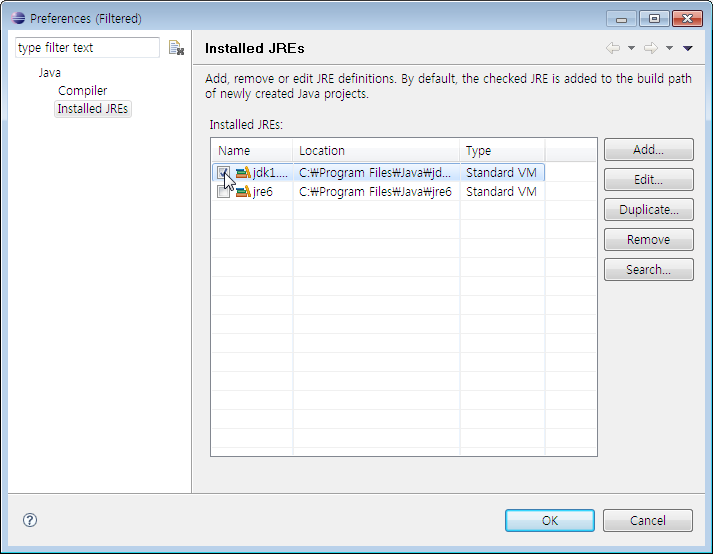 Preferences (Filtered)
type filter text
Java
Compiler
Installed JREs
Installed JREs
Add, remove or edit JRE definitions. By default, the checked JRE is added to the build path
of newly created Java projects.
Installed JREs:
Name Location Type
jdk1.... C:₩Program Files₩Java₩jd... Standard VM
jre6 C:₩Program Files₩Java₩jre6 Standard VM
Add...
Edit...
Duplicate...
Remove
Search...
?
OK Cancel